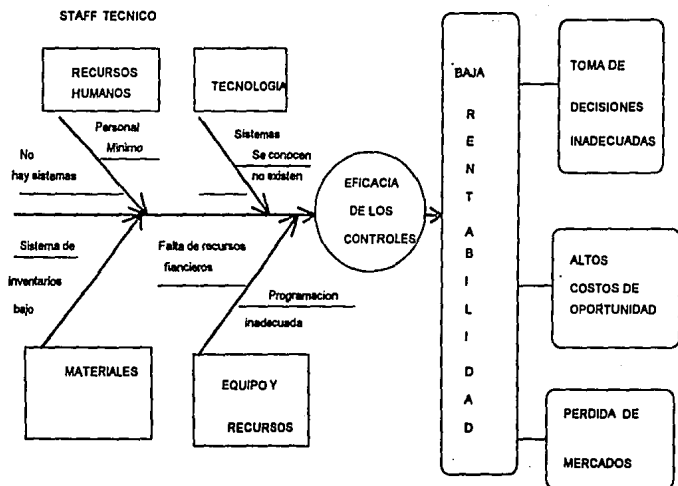 STAFF TECNICO
RECURSOS
HUMANOS
TECNOLOGIA
Personal
Minimo
No
hay sistemas
Sistemas
Se conocen
no existen
EFICACIA
DE LOS
CONTROLES
Sistema de
inventarios
bajo
Falta de recursos
fiancieros
Programacion
inadecuada
MATERIALES
EQUIPO Y
RECURSOS
BAJA
R
E
N
T
A
B
I
L
I
D
A
D
TOMA DE
DECISIONES
INADECUADAS
ALTOS
COSTOS DE
OPORTUNIDAD
PERDIDA DE
MERCADOS